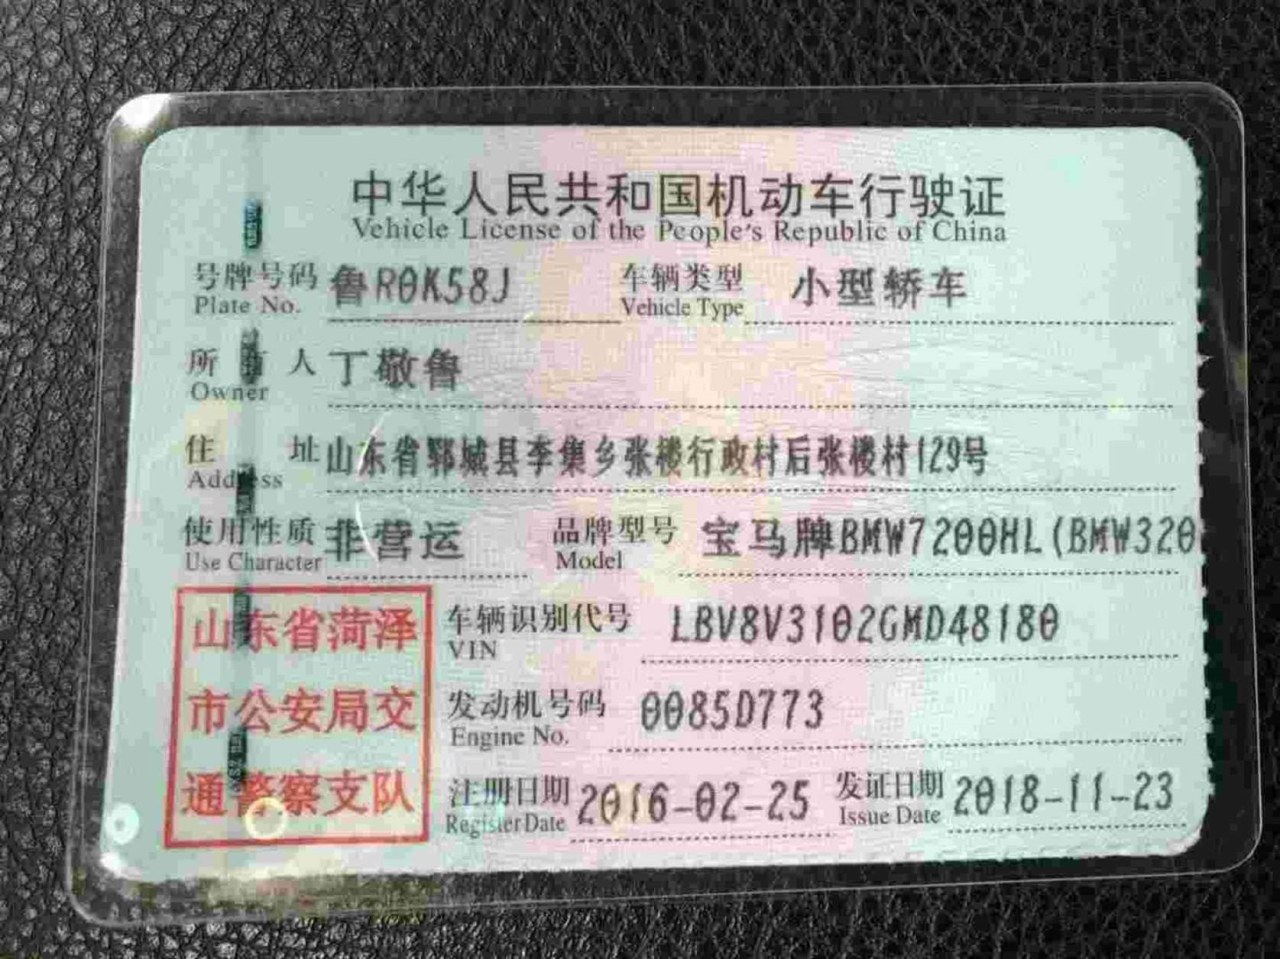 中华人民共和国机动车行驶证
Vehicle License of the People's Republic of China
号牌号码 鲁R0K58J 车辆类型 小型轿车
Plate No. Vehicle Type
所有人 丁敬鲁
Owner
住址 山东省郓城县李集乡张楼行政村后张楼村129号
Address
使用性质 非营运 品牌型号 宝马牌BMW7200HL(BMW320
Use Character Model
山东省菏泽
市公安局交
通警察支队
车辆识别代号 LBV8V3102GMD48180
VIN
发动机号码 0085D773
Engine No.
注册日期 2016-02-25 发证日期 2018-11-23
Register Date Issue Date